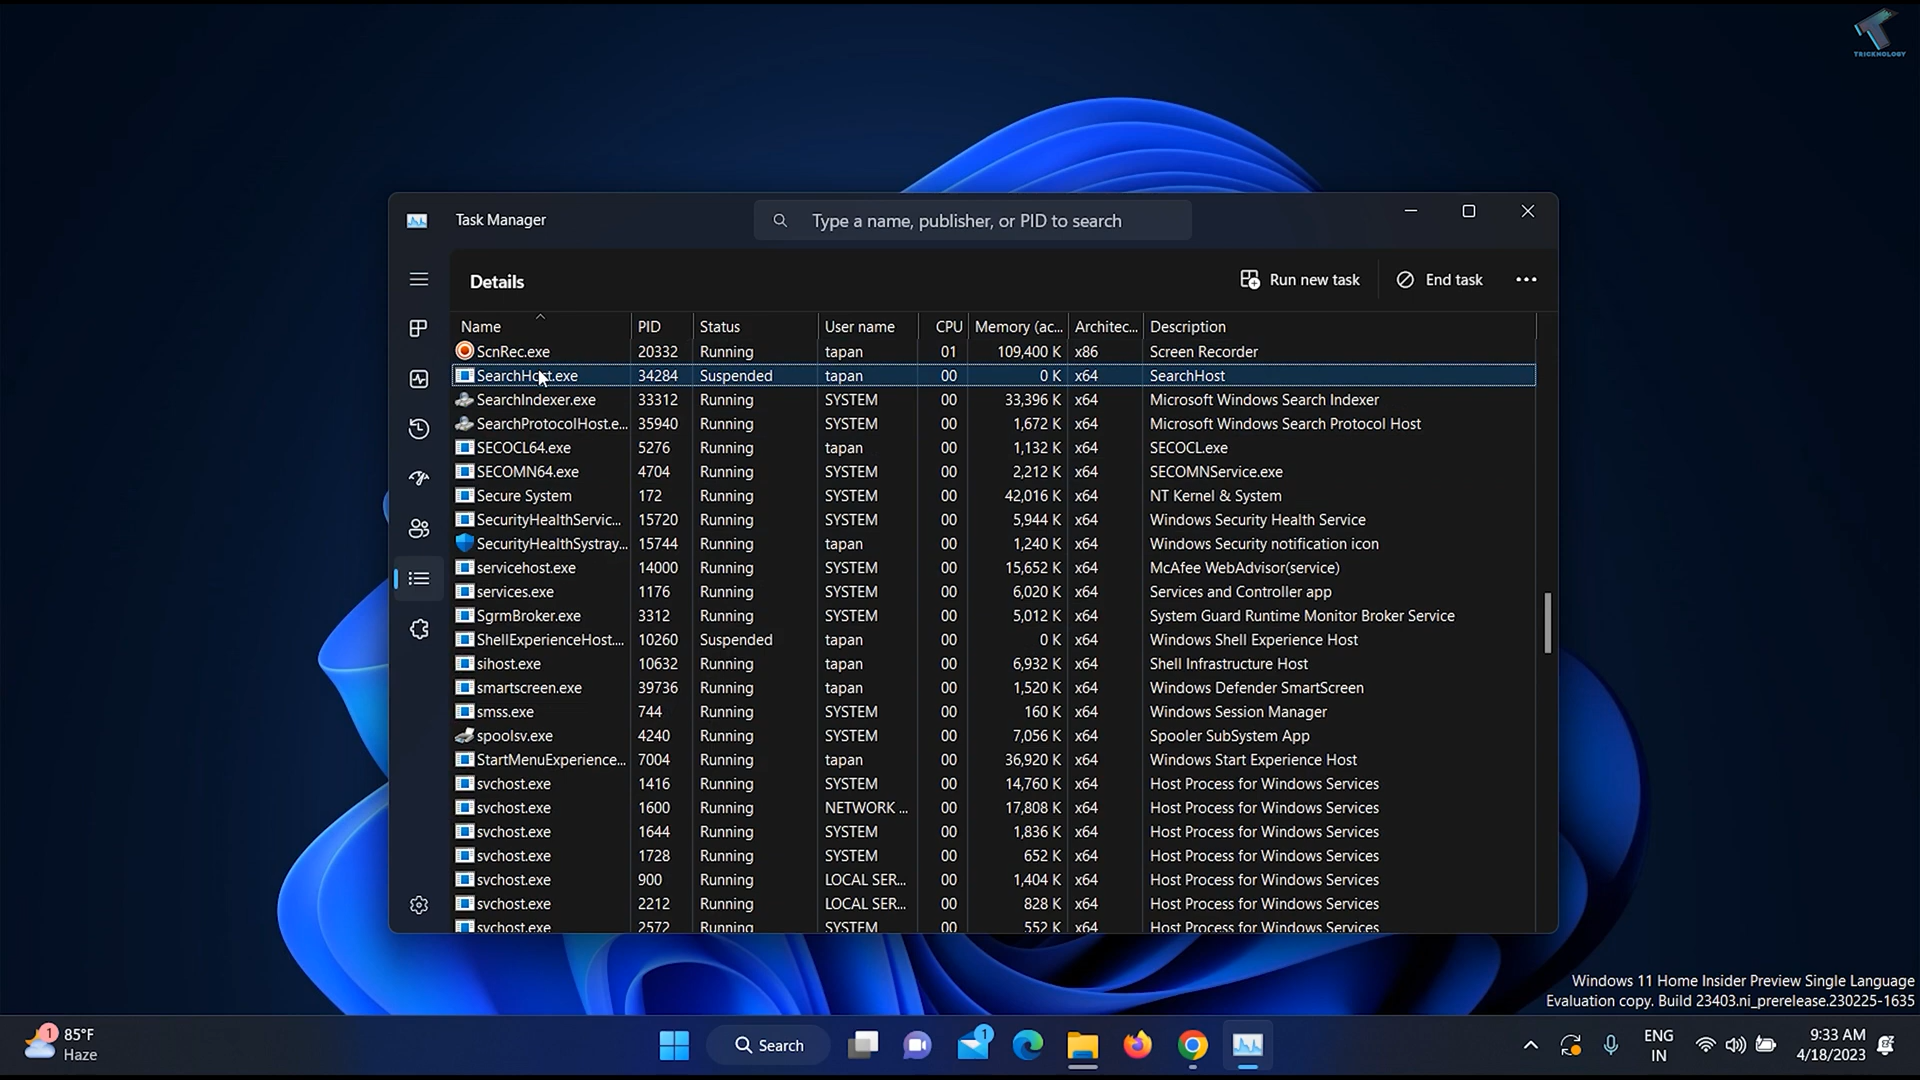 TRICKNOLOGY
Task Manager
Type a name, publisher, or PID to search
Details
Run new task
End task
Name PID Status User name CPU Memory (ac... Architec... Description
ScnRec.exe 20332 Running tapan 01 109,400 K x86 Screen Recorder
SearchHost.exe 34284 Suspended tapan 00 0 K x64 SearchHost
SearchIndexer.exe 33312 Running SYSTEM 00 33,396 K x64 Microsoft Windows Search Indexer
SearchProtocolHost.e... 35940 Running SYSTEM 00 1,672 K x64 Microsoft Windows Search Protocol Host
SECOCL64.exe 5276 Running tapan 00 1,132 K x64 SECOCL.exe
SECOMN64.exe 4704 Running SYSTEM 00 2,212 K x64 SECOMNService.exe
Secure System 172 Running SYSTEM 00 42,016 K x64 NT Kernel & System
SecurityHealthServic... 15720 Running SYSTEM 00 5,944 K x64 Windows Security Health Service
SecurityHealthSystray... 15744 Running tapan 00 1,240 K x64 Windows Security notification icon
servicehost.exe 14000 Running SYSTEM 00 15,652 K x64 McAfee WebAdvisor(service)
services.exe 1176 Running SYSTEM 00 6,020 K x64 Services and Controller app
SgrmBroker.exe 3312 Running SYSTEM 00 5,012 K x64 System Guard Runtime Monitor Broker Service
ShellExperienceHost.... 10260 Suspended tapan 00 0 K x64 Windows Shell Experience Host
sihost.exe 10632 Running tapan 00 6,932 K x64 Shell Infrastructure Host
smartscreen.exe 39736 Running tapan 00 1,520 K x64 Windows Defender SmartScreen
smss.exe 744 Running SYSTEM 00 160 K x64 Windows Session Manager
spoolsv.exe 4240 Running SYSTEM 00 7,056 K x64 Spooler SubSystem App
StartMenuExperience... 7004 Running tapan 00 36,920 K x64 Windows Start Experience Host
svchost.exe 1416 Running SYSTEM 00 14,760 K x64 Host Process for Windows Services
svchost.exe 1600 Running NETWORK ... 00 17,808 K x64 Host Process for Windows Services
svchost.exe 1644 Running SYSTEM 00 1,836 K x64 Host Process for Windows Services
svchost.exe 1728 Running SYSTEM 00 652 K x64 Host Process for Windows Services
svchost.exe 900 Running LOCAL SER... 00 1,404 K x64 Host Process for Windows Services
svchost.exe 2212 Running LOCAL SER... 00 828 K x64 Host Process for Windows Services
svchost.exe 2572 Running SYSTEM 00 552 K x64 Host Process for Windows Services
Windows 11 Home Insider Preview Single Language
Evaluation copy. Build 23403.ni_prerelease.230225-1635
1
85°F
Haze
Search
1
ENG
IN
9:33 AM
4/18/2023